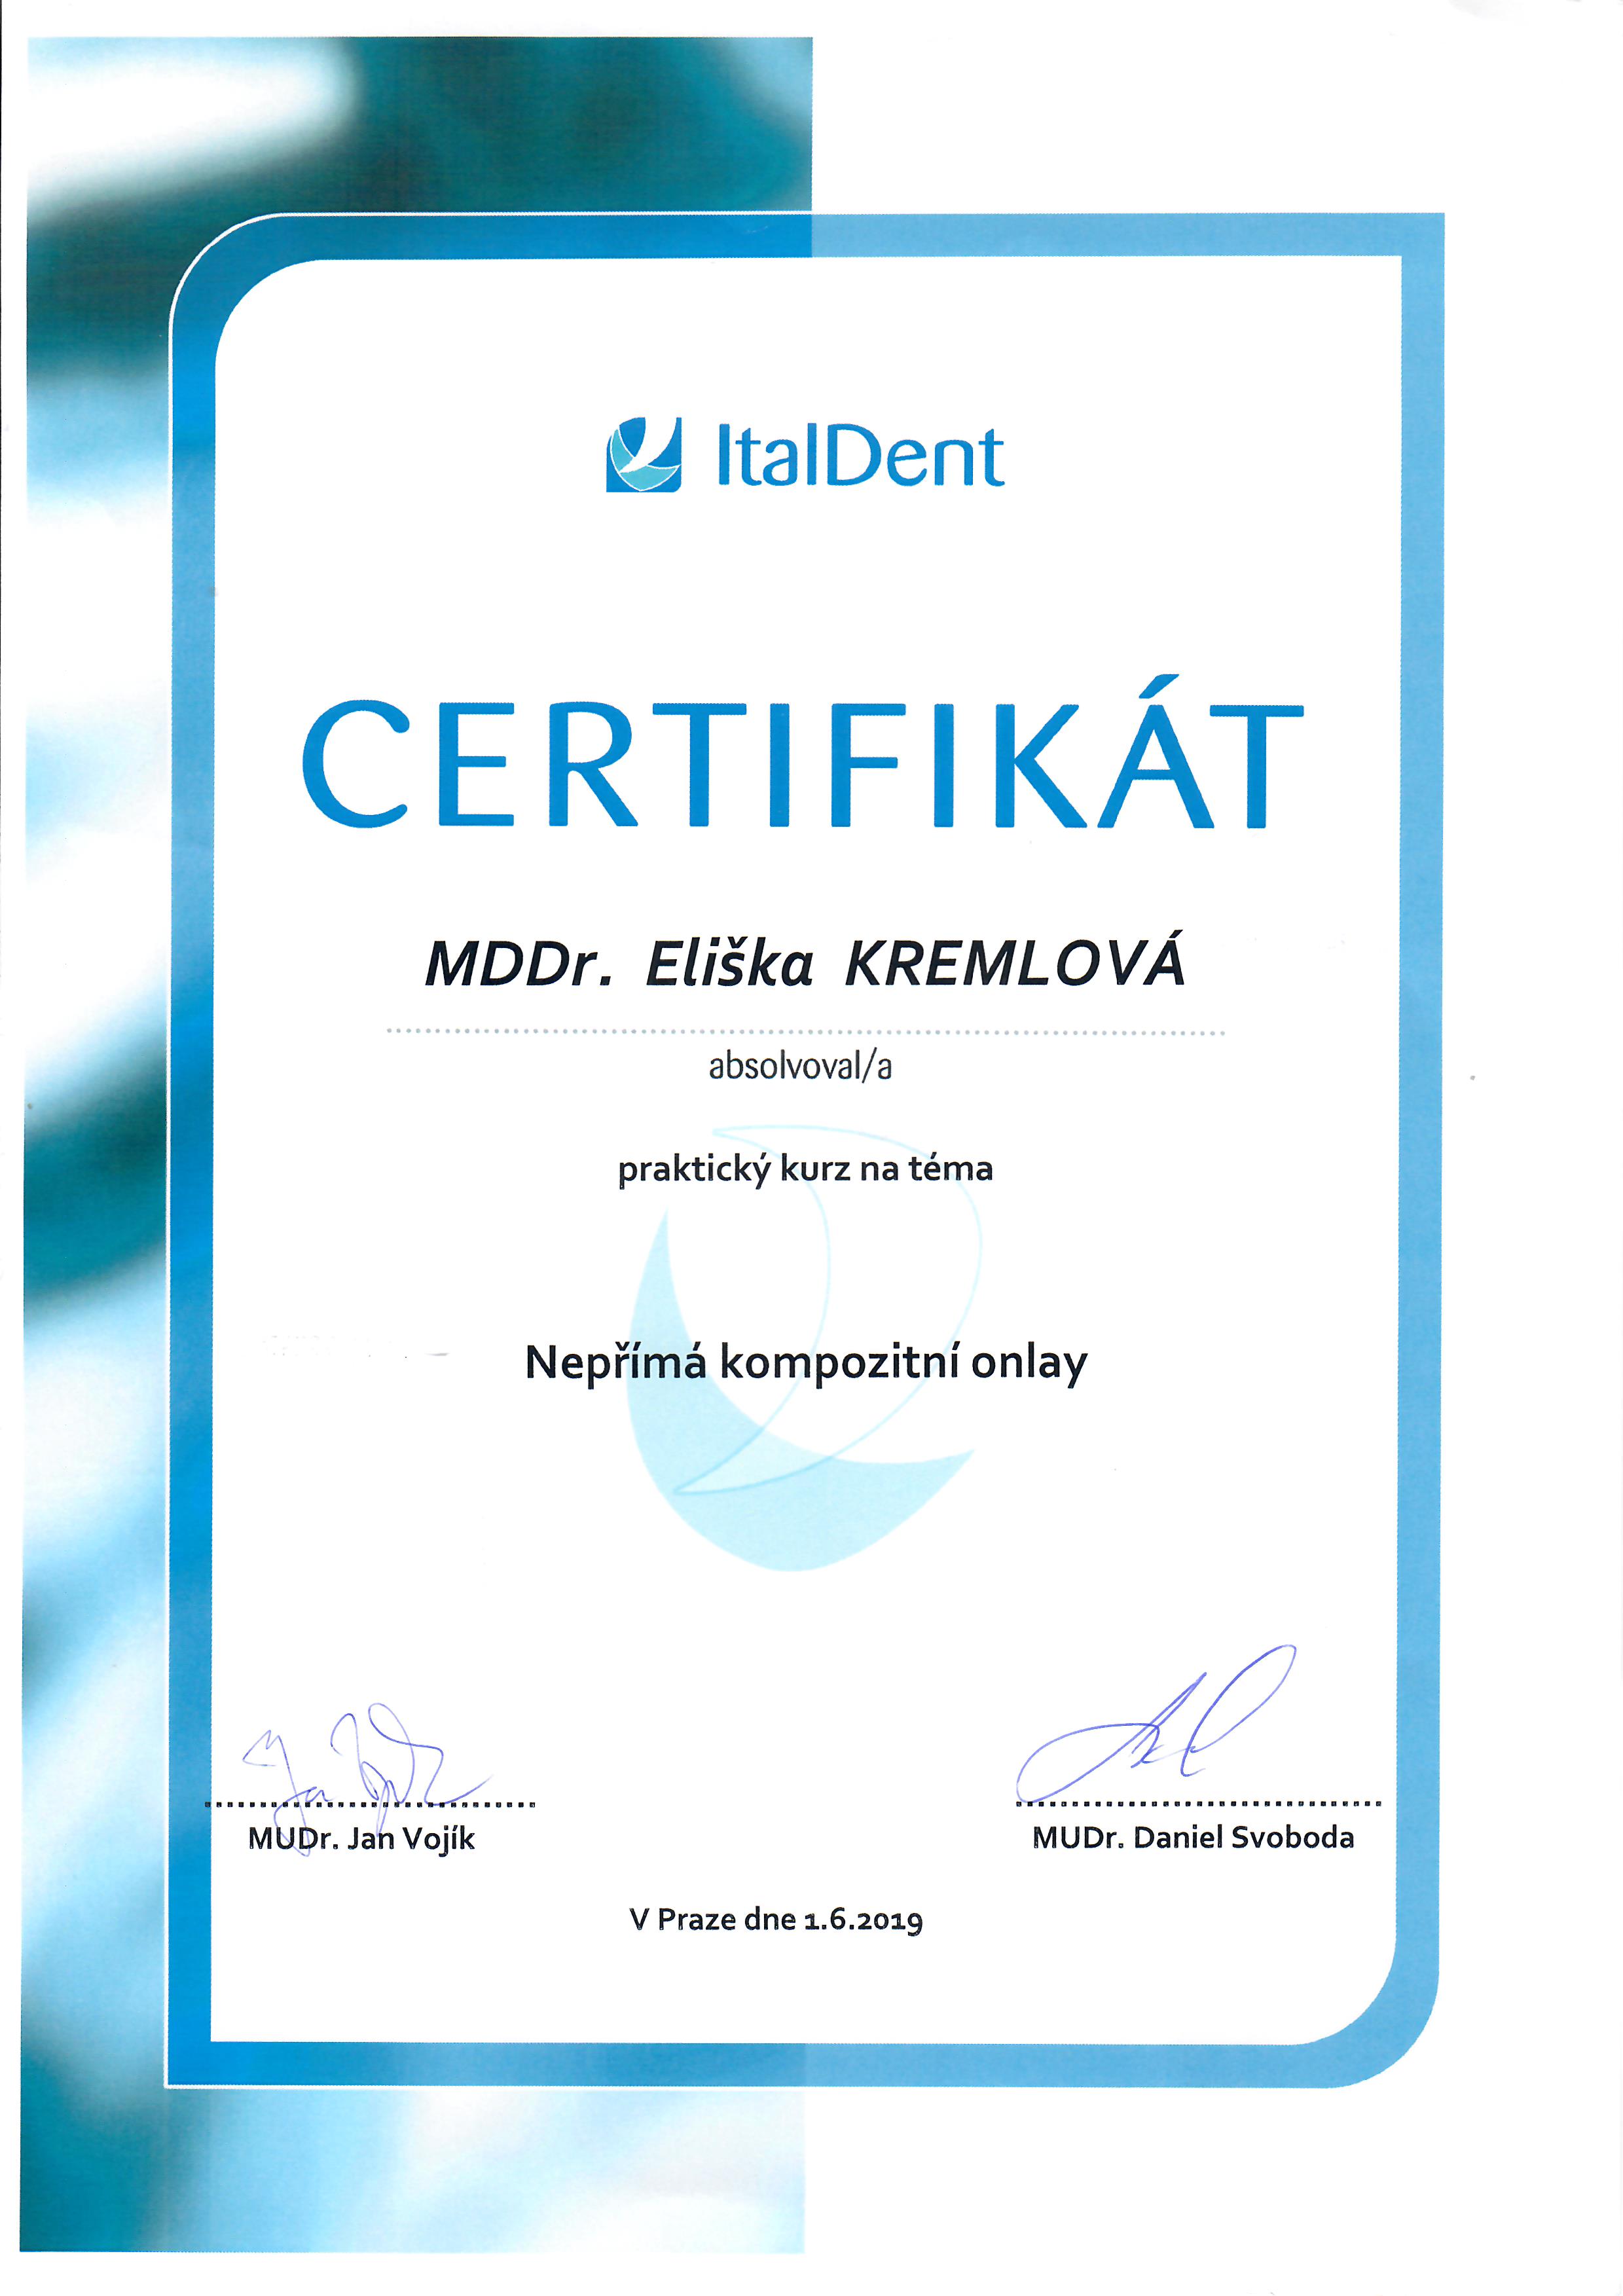 ItalDent
CERTIFIKÁT
MDDr. Eliška KREMLOVÁ
absolvoval/a
praktický kurz na téma
Nepřímá kompozitní onlay
MUDr. Jan Vojík
MUDr. Daniel Svoboda
V Praze dne 1.6.2019